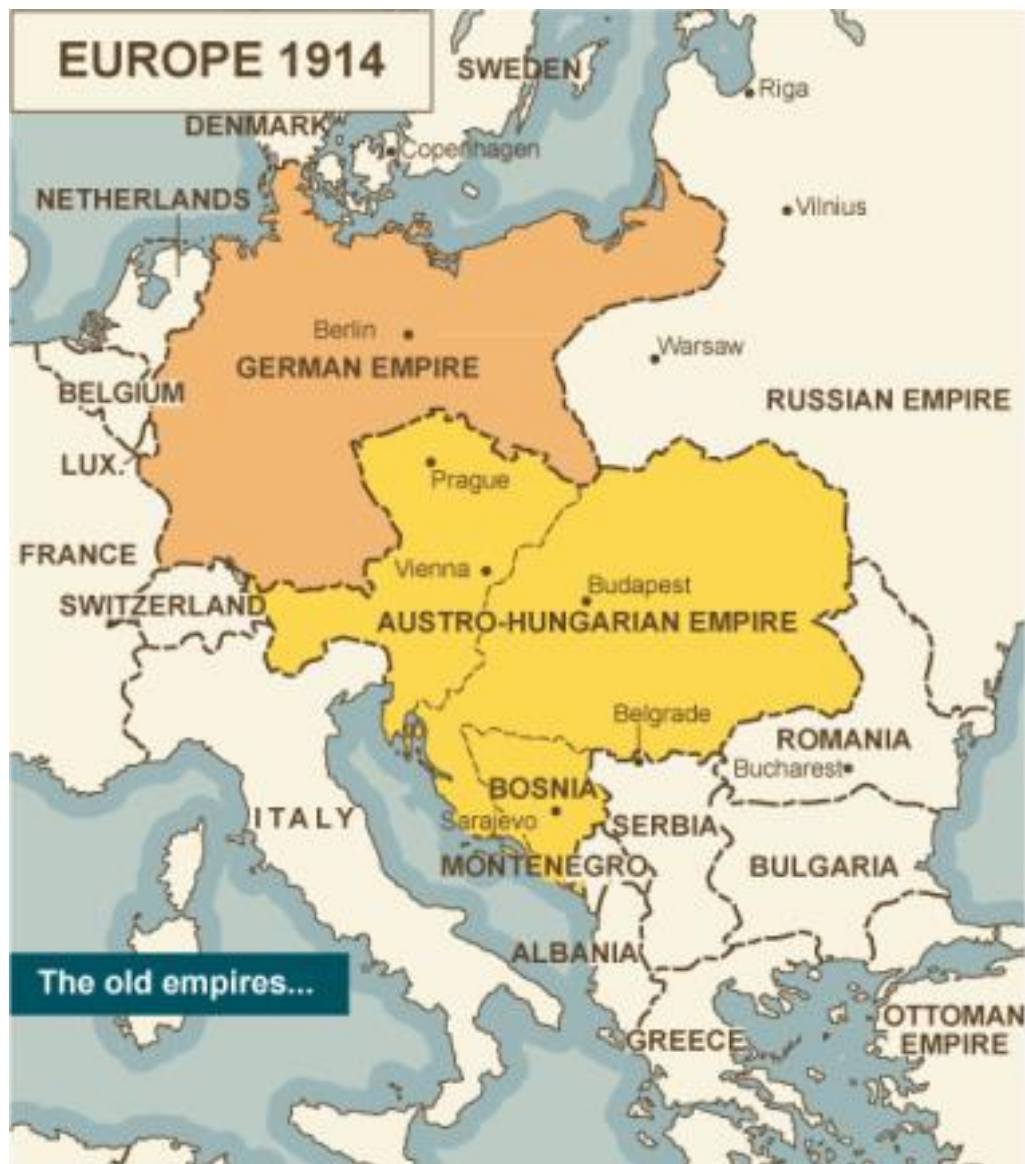 EUROPE 1914
SWEDEN
Riga
DENMARK
Copenhagen
NETHERLANDS
Vilnius
Berlin
Warsaw
GERMAN EMPIRE
BELGIUM
RUSSIAN EMPIRE
LUX.
Prague
FRANCE
Vienna
Budapest
SWITZERLAND
AUSTRO-HUNGARIAN EMPIRE
Belgrade
ROMANIA
Bucharest
BOSNIA
ITALY
Sarajevo
SERBIA
MONTENEGRO
BULGARIA
ALBANIA
The old empires...
OTTOMAN
EMPIRE
GREECE